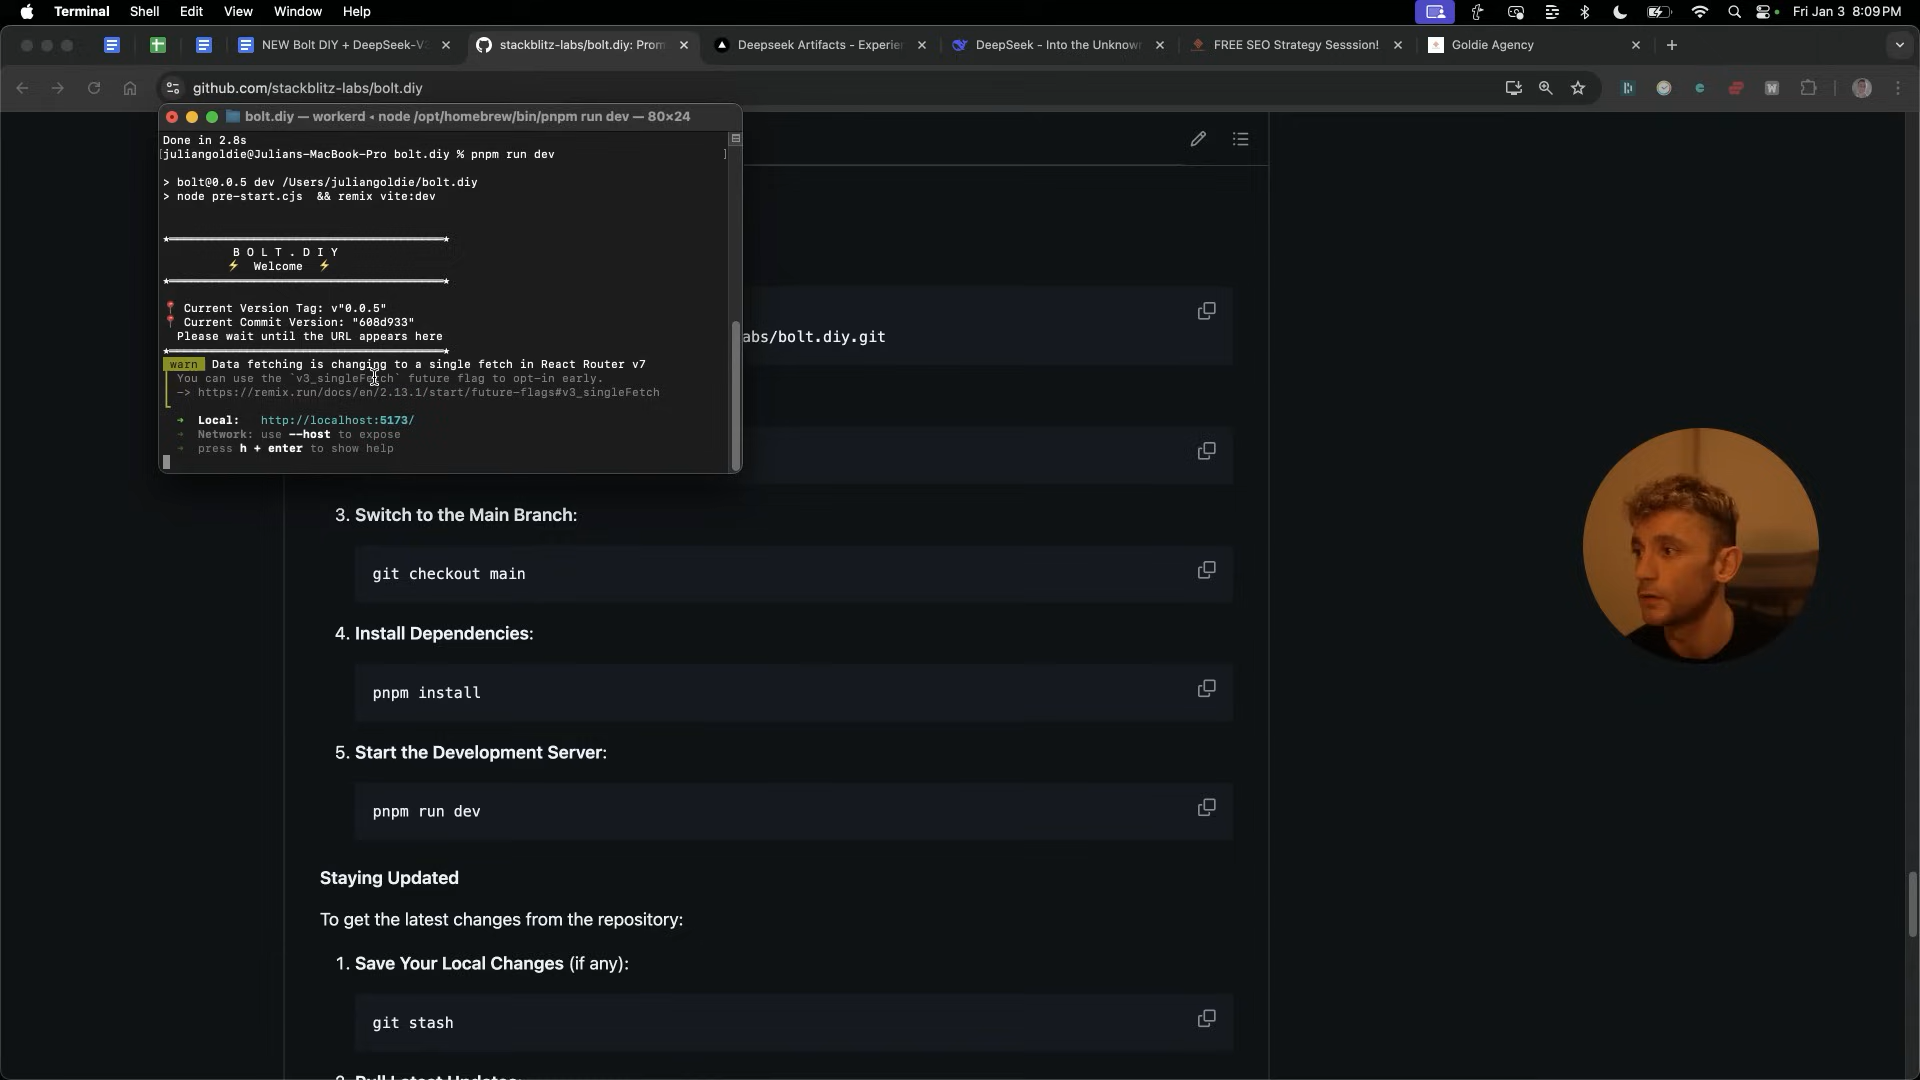 Terminal Shell Edit View Window Help Fri Jan 3 8:09 PM
NEW Bolt DIY + DeepSeek-V3 stackblitz-labs/bolt.diy: Prom Deepseek Artifacts - Experie DeepSeek - Into the Unknown FREE SEO Strategy Sesssion! Goldie Agency
github.com/stackblitz-labs/bolt.diy
bolt.diy — workerd ◂ node /opt/homebrew/bin/pnpm run dev — 80×24
Done in 2.8s
[juliangoldie@Julians-MacBook-Pro bolt.diy % pnpm run dev ]
> bolt@0.0.5 dev /Users/juliangoldie/bolt.diy
> node pre-start.cjs && remix vite:dev
B O L T . D I Y
⚡ Welcome ⚡
📍 Current Version Tag: v"0.0.5"
📍 Current Commit Version: "608d933"
Please wait until the URL appears here
warn Data fetching is changing to a single fetch in React Router v7
You can use the `v3_singleFetch` future flag to opt-in early.
-> https://remix.run/docs/en/2.13.1/start/future-flags#v3_singleFetch
➜ Local: http://localhost:5173/
➜ Network: use --host to expose
➜ press h + enter to show help
abs/bolt.diy.git
3. Switch to the Main Branch:
git checkout main
4. Install Dependencies:
pnpm install
5. Start the Development Server:
pnpm run dev
Staying Updated
To get the latest changes from the repository:
1. Save Your Local Changes (if any):
git stash
2. Pull Latest Updates: